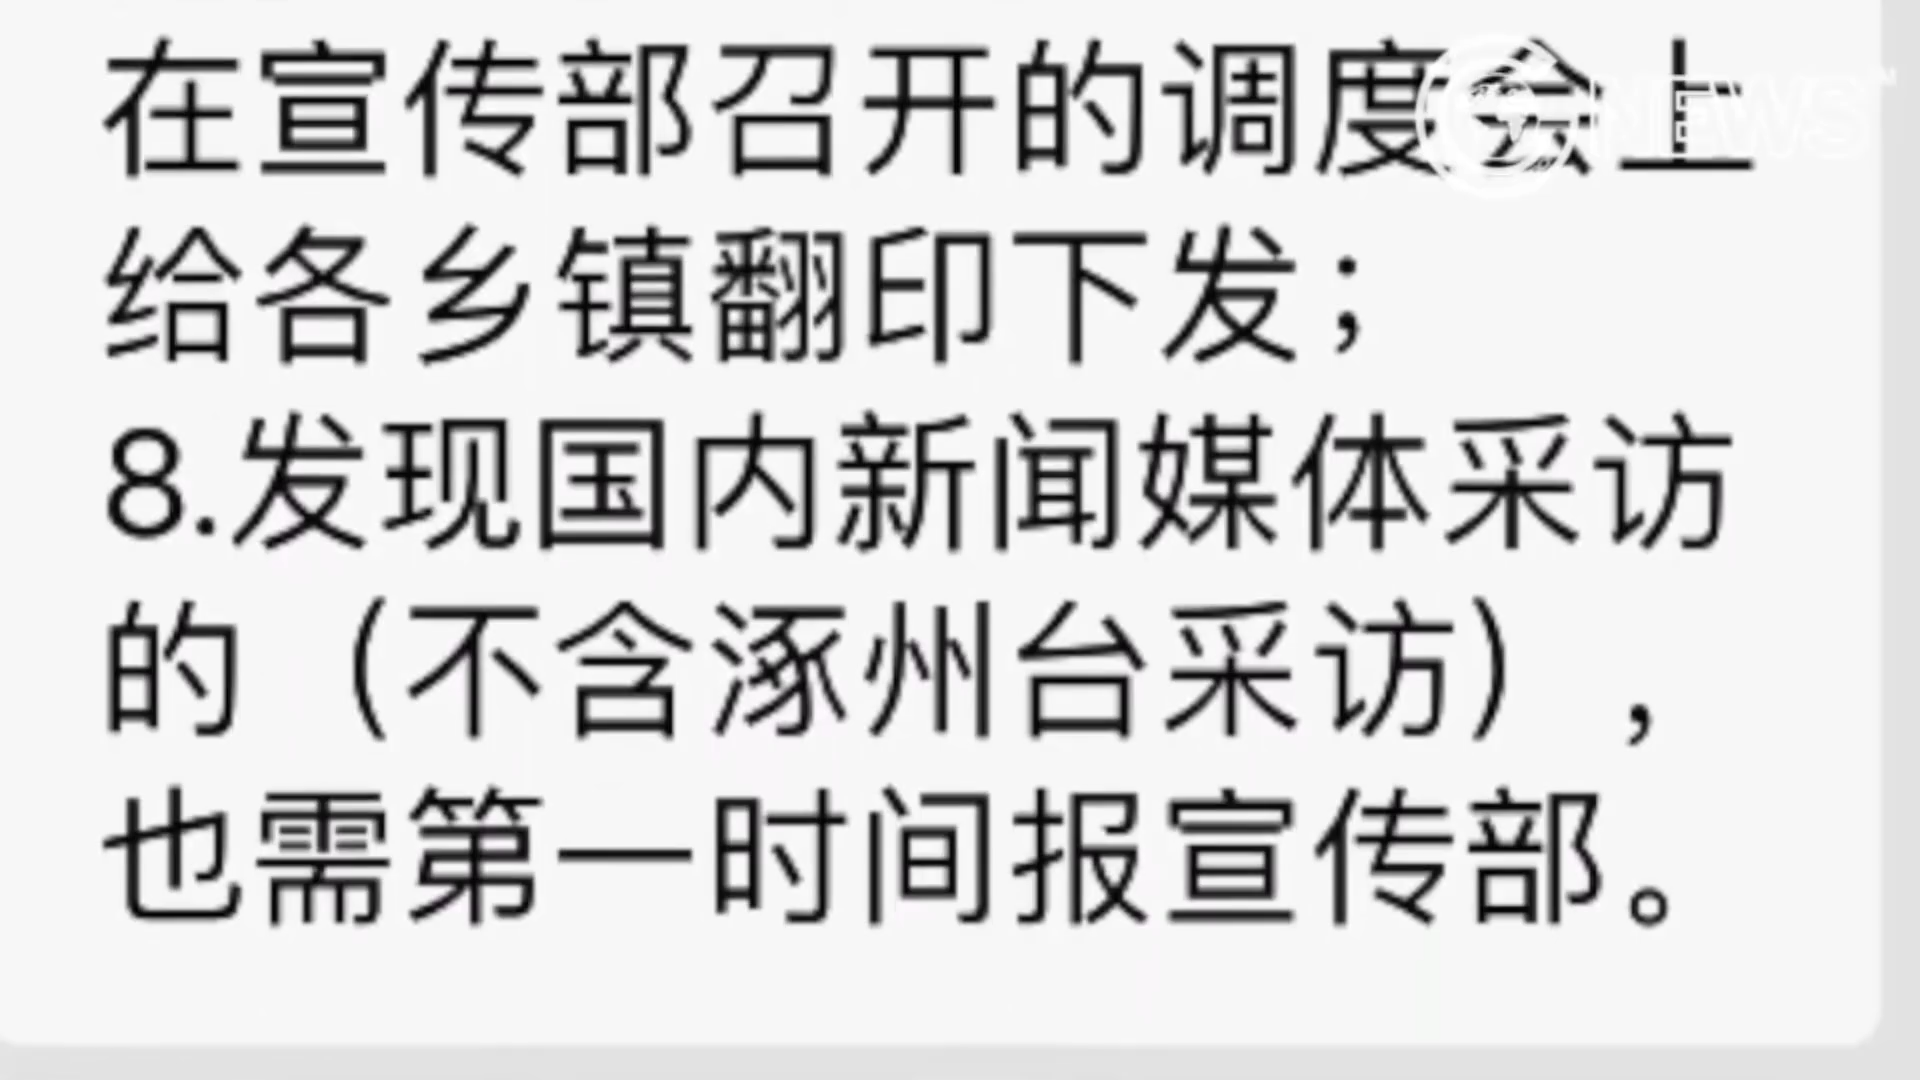 在宣传部召开的调度会上
NEWS
给各乡镇翻印下发；
8.发现国内新闻媒体采访
的（不含涿州台采访），
也需第一时间报宣传部。